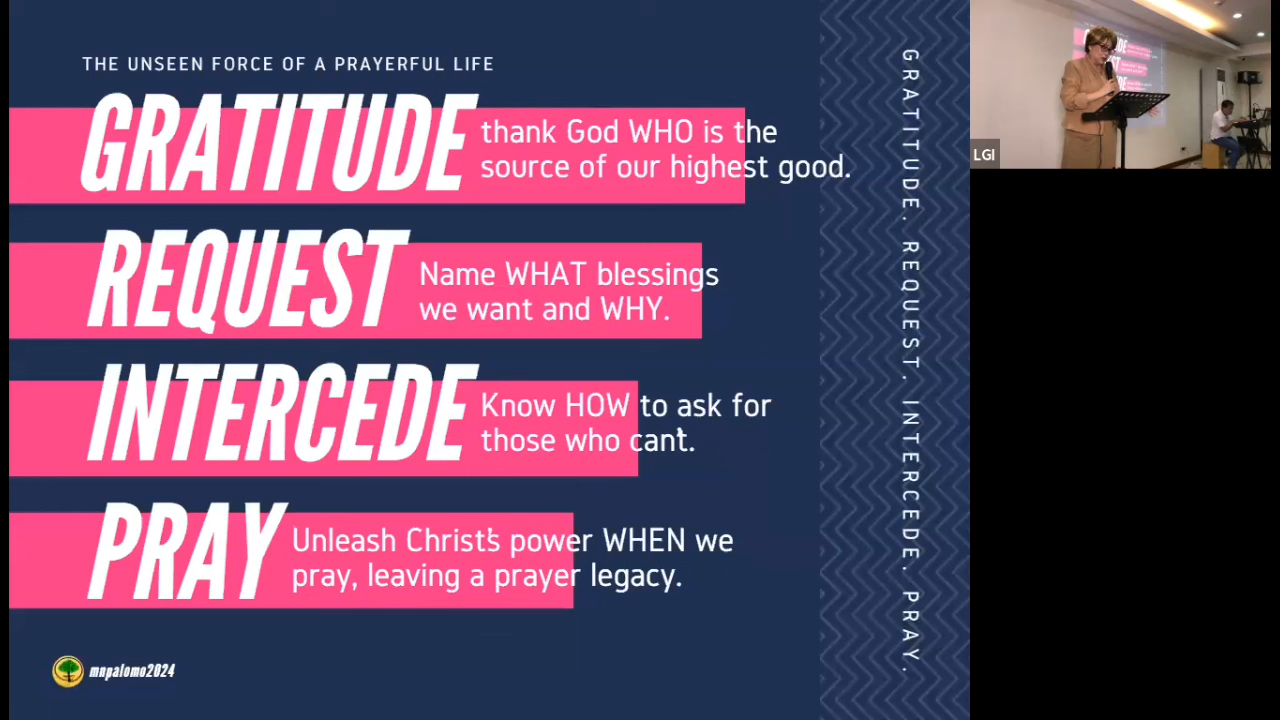 THE UNSEEN FORCE OF A PRAYERFUL LIFE
GRATITUDE
thank God WHO is the
source of our highest good.
REQUEST
Name WHAT blessings
we want and WHY.
INTERCEDE
Know HOW to ask for
those who can't.
PRAY
Unleash Christ's power WHEN we
pray, leaving a prayer legacy.
mnpalomo2024
GRATITUDE. REQUEST. INTERCEDE. PRAY.
LGI